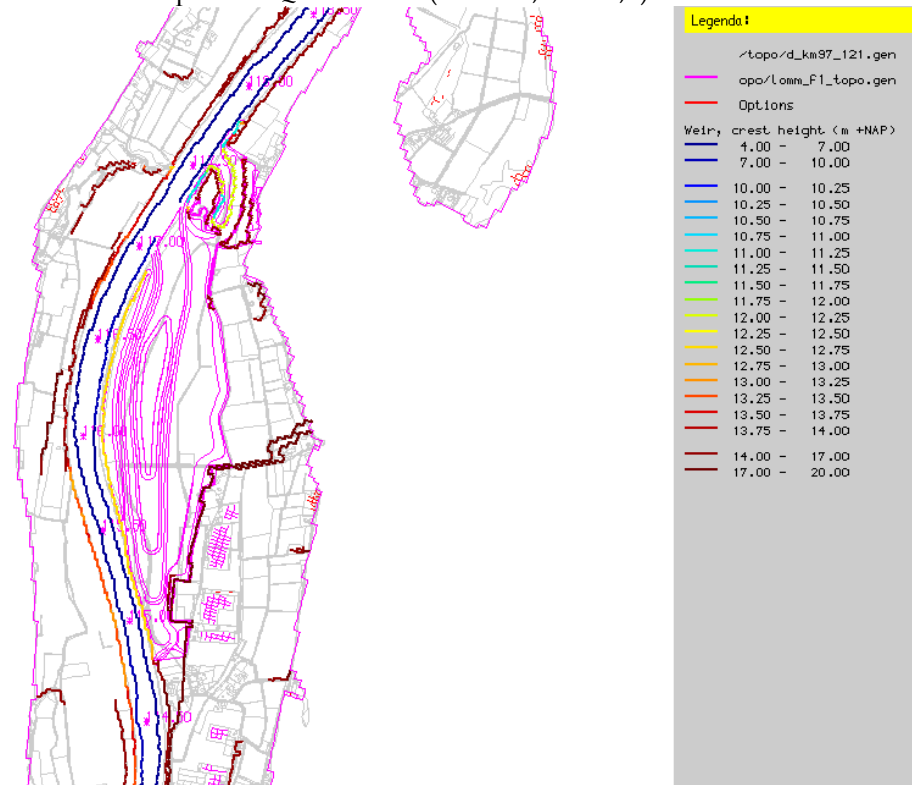 118.00
117.00
Legenda:
/topo/d_km97_121.gen
opo/lomm_f1_topo.gen
Options
Weir, crest height (m +NAP)
4.00 - 7.00
7.00 - 10.00
10.00 - 10.25
10.25 - 10.50
10.50 - 10.75
10.75 - 11.00
11.00 - 11.25
11.25 - 11.50
11.50 - 11.75
11.75 - 12.00
12.00 - 12.25
12.25 - 12.50
12.50 - 12.75
12.75 - 13.00
13.00 - 13.25
13.25 - 13.50
13.50 - 13.75
13.75 - 14.00
14.00 - 17.00
17.00 - 20.00